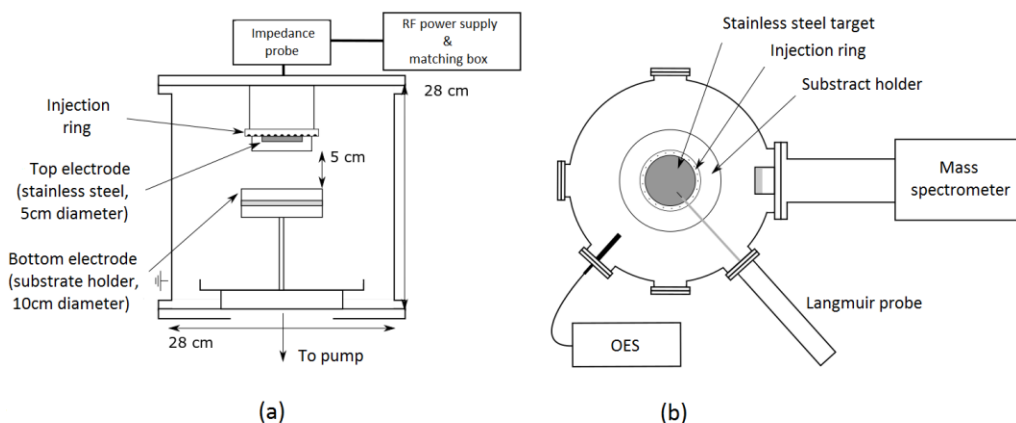 Impedance
probe
RF power supply
&
matching box
28 cm
Injection
ring
Top electrode
(stainless steel,
5cm diameter)
5 cm
Bottom electrode
(substrate holder,
10cm diameter)
28 cm
To pump
(a)
Stainless steel target
Injection ring
Substract holder
Mass
spectrometer
Langmuir probe
OES
(b)